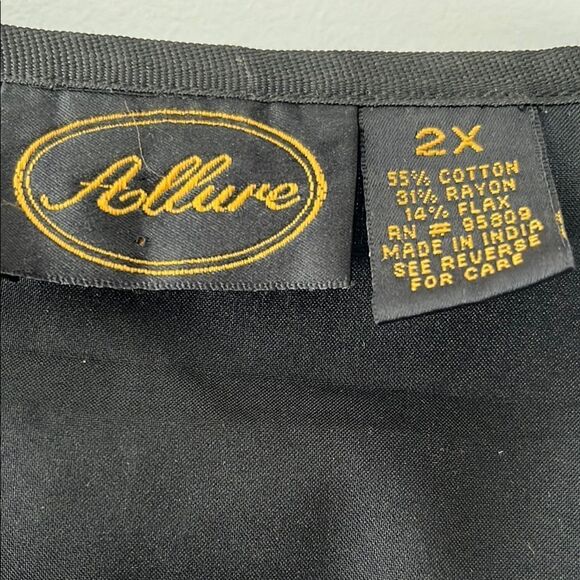 Allure
2X
55% COTTON
31% RAYON
14% FLAX
RN # 95809
MADE IN INDIA
SEE REVERSE
FOR CARE